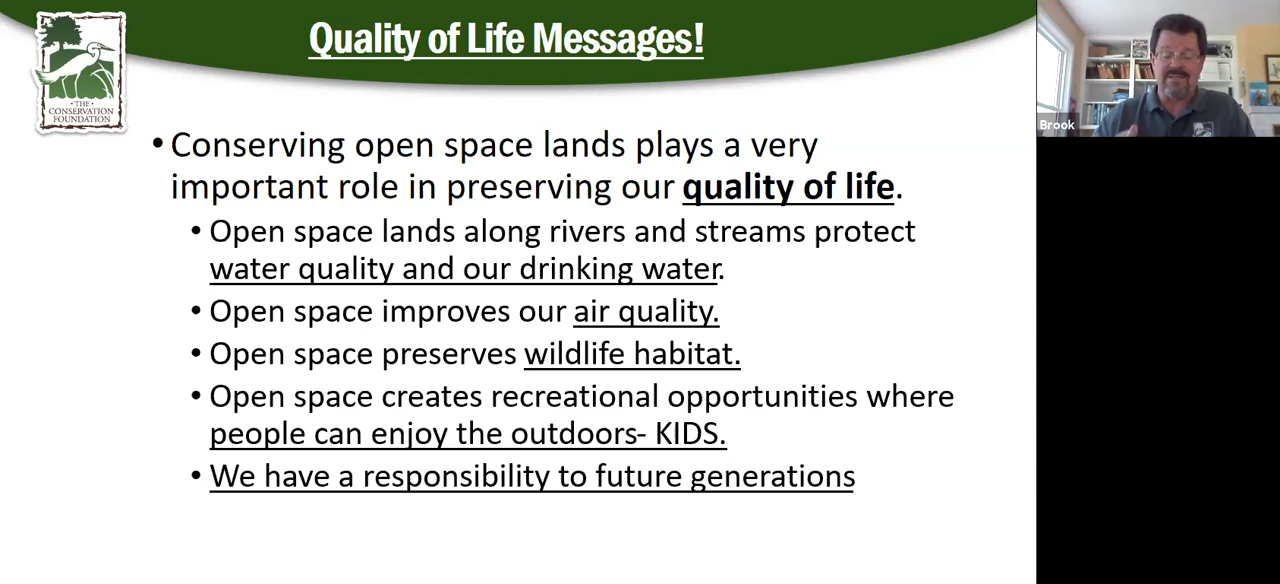 Quality of Life Messages!
• THE •
CONSERVATION
FOUNDATION
Brook
• Conserving open space lands plays a very
important role in preserving our quality of life.
• Open space lands along rivers and streams protect
water quality and our drinking water.
• Open space improves our air quality.
• Open space preserves wildlife habitat.
• Open space creates recreational opportunities where
people can enjoy the outdoors- KIDS.
• We have a responsibility to future generations